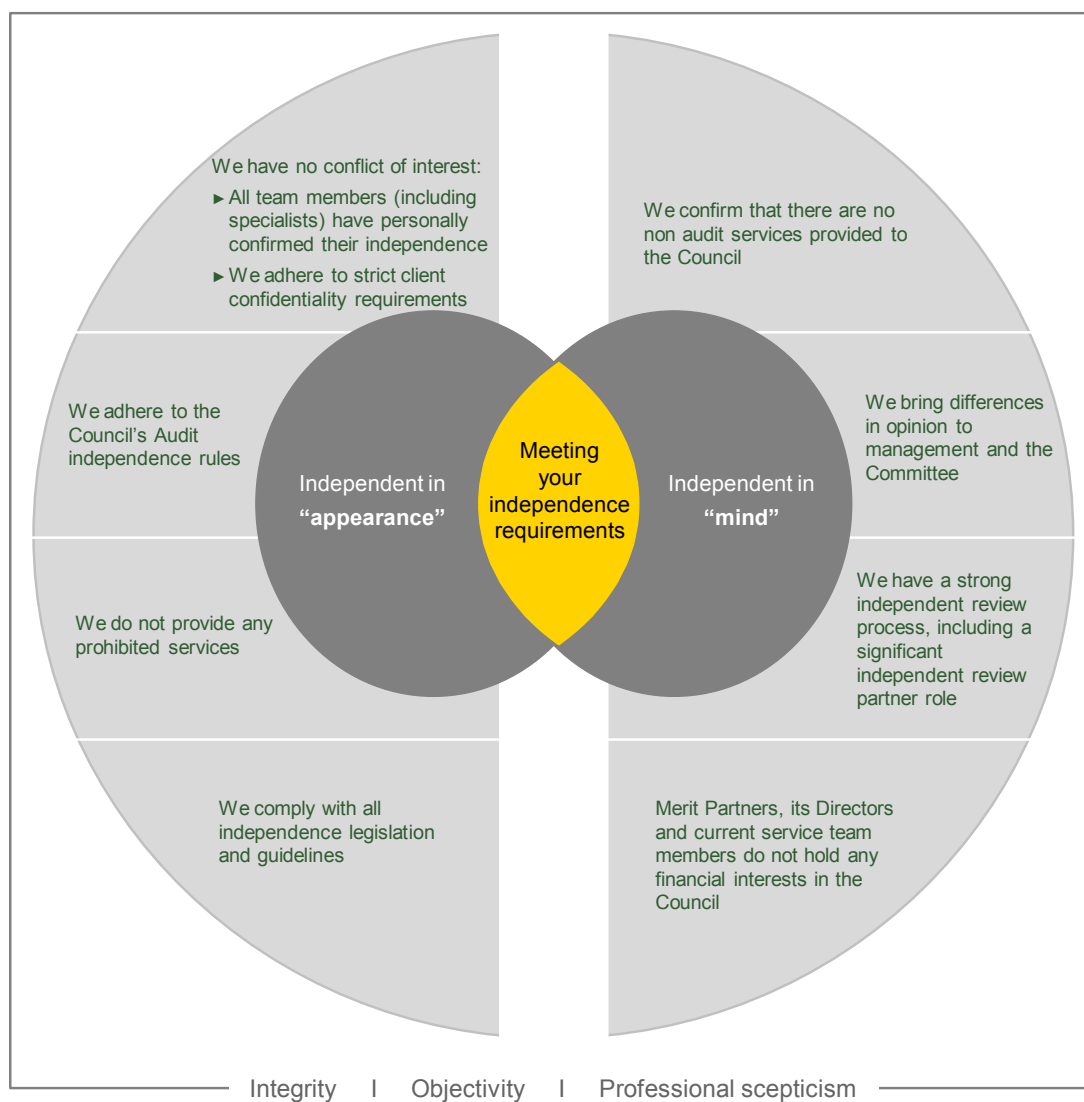 We have no conflict of interest:
► All team members (including
specialists) have personally
confirmed their independence
► We adhere to strict client
confidentiality requirements
We adhere to the
Council’s Audit
independence rules
We do not provide any
prohibited services
We comply with all
independence legislation
and guidelines
Independent in
“appearance”
Meeting
your
independence
requirements
Independent in
“mind”
We confirm that there are no
non audit services provided to
the Council
We bring differences
in opinion to
management and the
Committee
We have a strong
independent review
process, including a
significant
independent review
partner role
Merit Partners, its Directors
and current service team
members do not hold any
financial interests in the
Council
Integrity I Objectivity I Professional scepticism